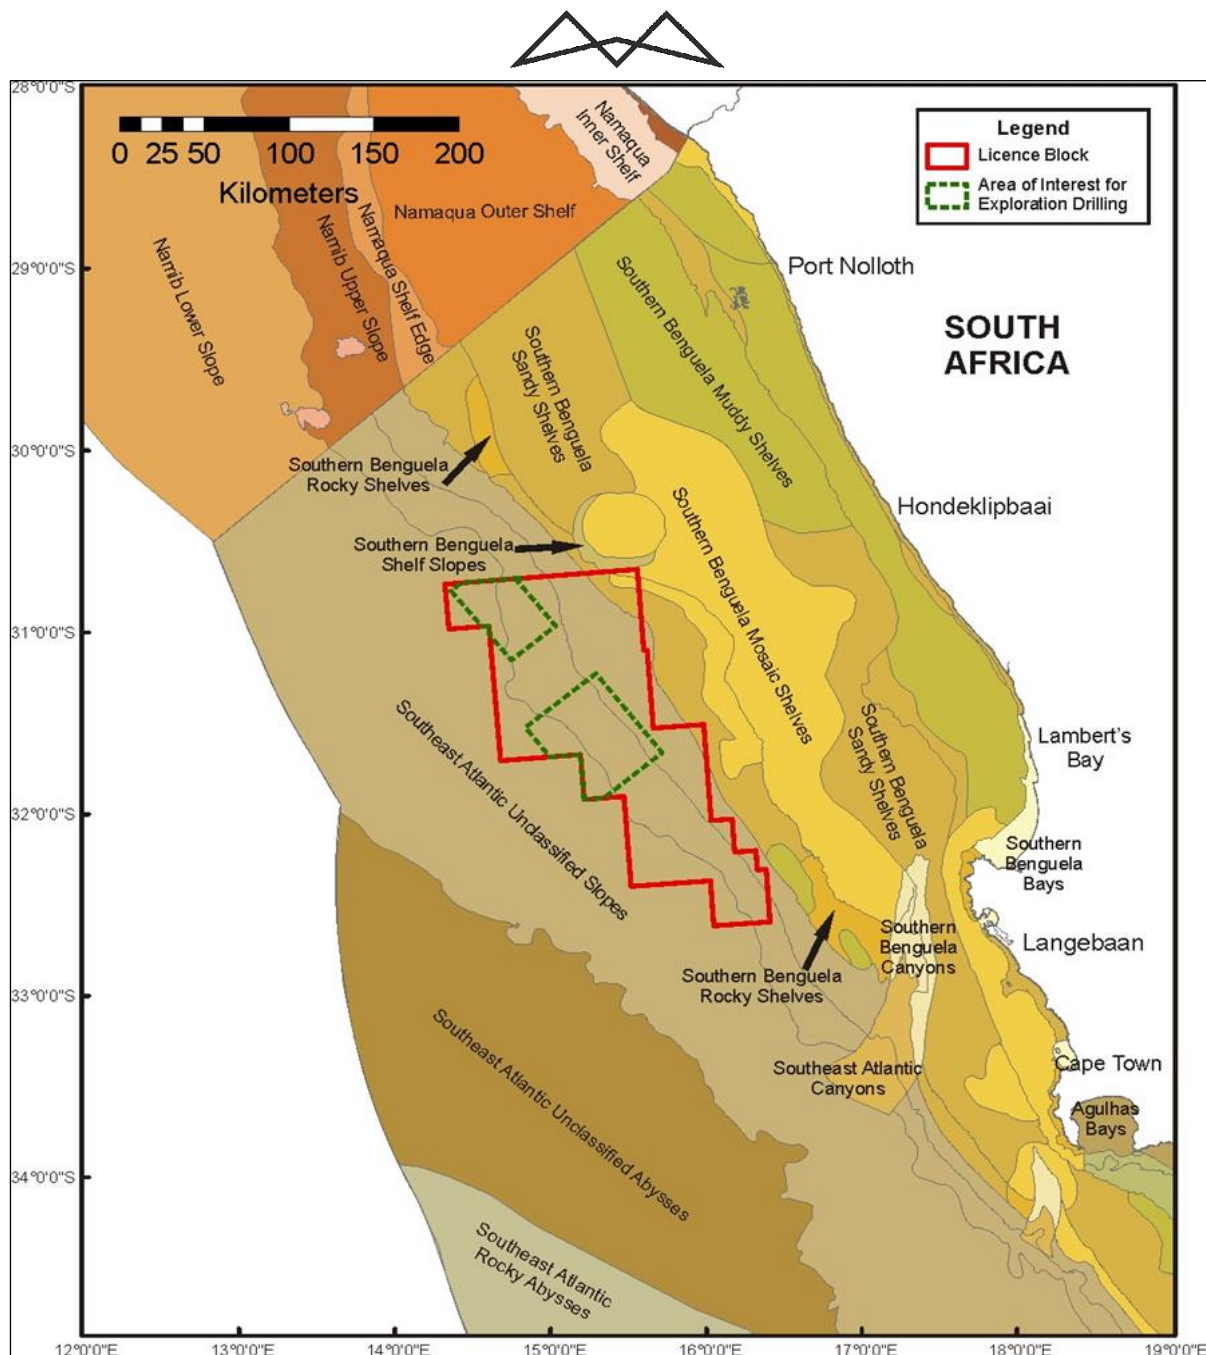 28°0'0"S
29°0'0"S
30°0'0"S
31°0'0"S
32°0'0"S
33°0'0"S
34°0'0"S
0 25 50 100 150 200
Kilometers
Legend
Licence Block
Area of Interest for
Exploration Drilling
Namaqua
Inner Shelf
Namaqua Outer Shelf
Namaqua Shelf Edge
Namib Upper Slope
Namib Lower Slope
Port Nolloth
SOUTH
AFRICA
Southern Benguela Muddy Shelves
Southern Benguela
Sandy Shelves
Southern Benguela
Rocky Shelves
Hondeklipbaai
Southern Benguela
Shelf Slopes
Southern Benguela Mosaic Shelves
Southern Benguela
Sandy Shelves
Lambert's
Bay
Southeast Atlantic Unclassified Slopes
Southern
Benguela
Bays
Southern
Benguela
Canyons
Langebaan
Southern Benguela
Rocky Shelves
Southeast Atlantic Unclassified Abysses
Southeast Atlantic
Canyons
Cape Town
Agulhas
Bays
Southeast Atlantic
Rocky Abysses
12°0'0"E
13°0'0"E
14°0'0"E
15°0'0"E
16°0'0"E
17°0'0"E
18°0'0"E
19°0'0"E